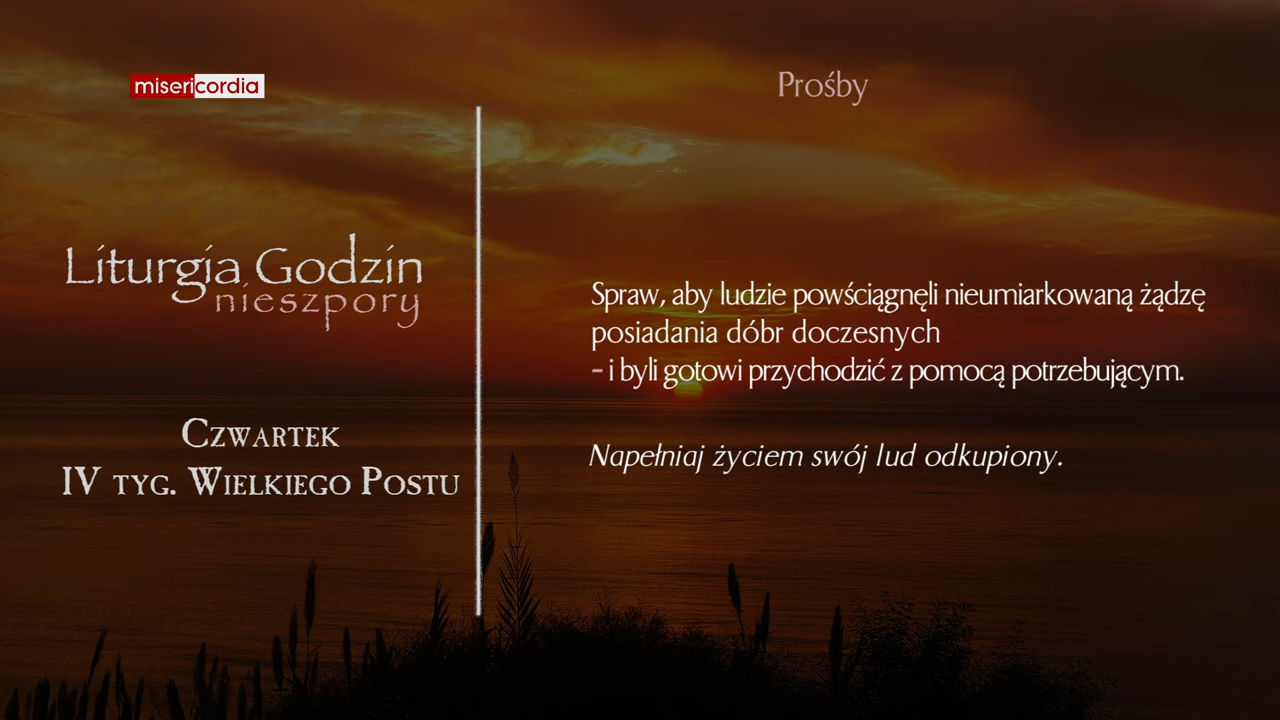 misericordia
Liturgia Godzin
nieszpory
Czwartek
IV tyg. Wielkiego Postu
Prośby
Spraw, aby ludzie powściągnęli nieumiarkowaną żądzę
posiadania dóbr doczesnych
- i byli gotowi przychodzić z pomocą potrzebującym.
Napełniaj życiem swój lud odkupiony.